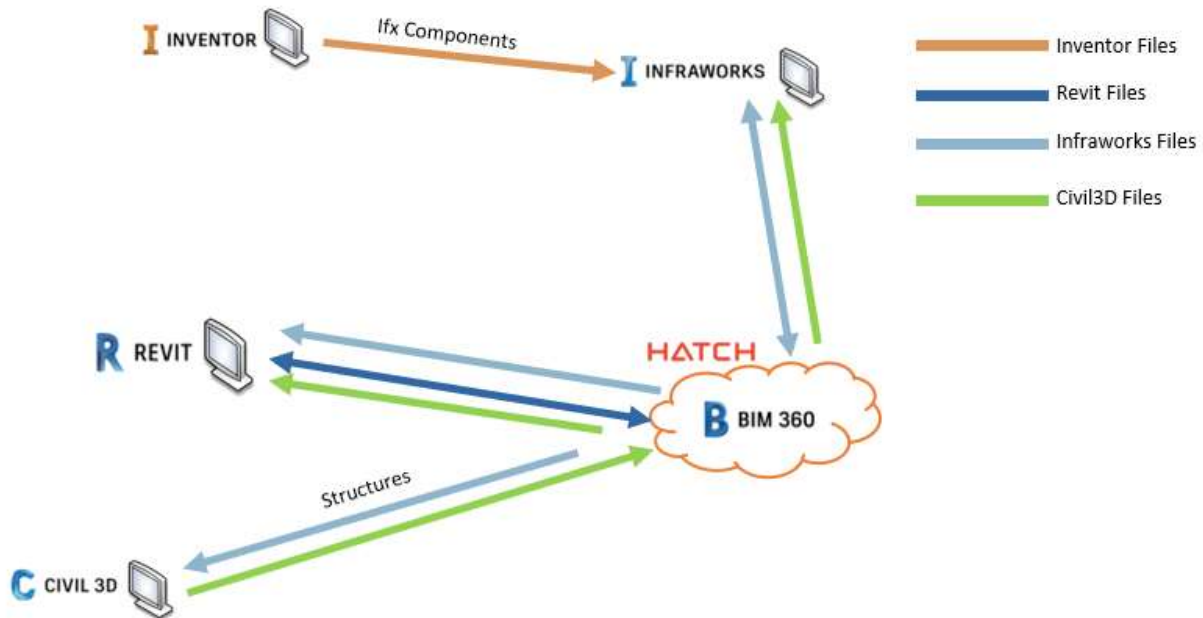 I INVENTOR
Ifx Components
I INFRAWORKS
Inventor Files
Revit Files
Infraworks Files
Civil3D Files
R REVIT
HATCH
B BIM 360
Structures
C CIVIL 3D